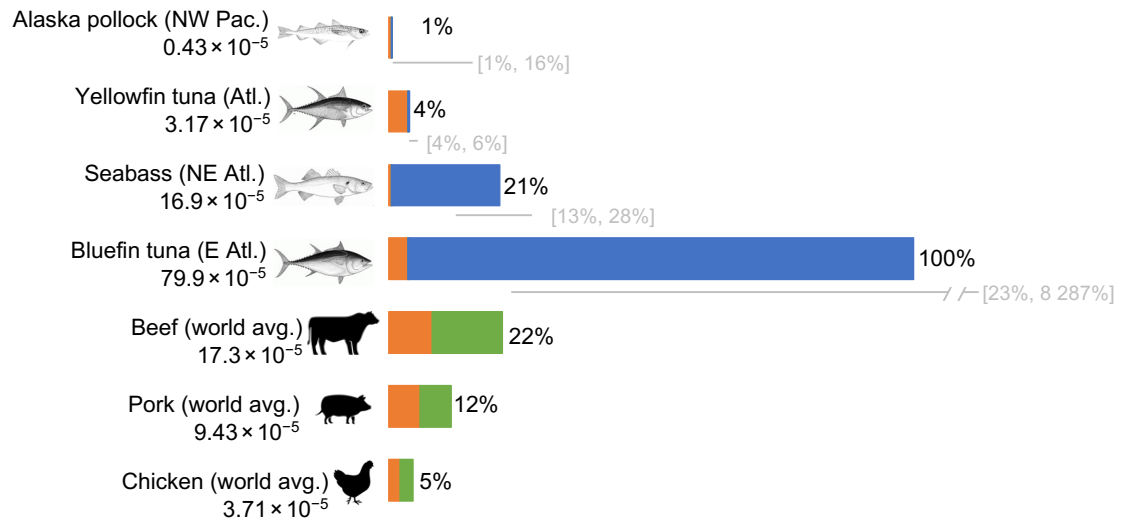 Alaska pollock (NW Pac.)
0.43 × 10⁻⁵
1%
[1%, 16%]
Yellowfin tuna (Atl.)
3.17 × 10⁻⁵
4%
[4%, 6%]
Seabass (NE Atl.)
16.9 × 10⁻⁵
21%
[13%, 28%]
Bluefin tuna (E Atl.)
79.9 × 10⁻⁵
100%
[23%, 8 287%]
Beef (world avg.)
17.3 × 10⁻⁵
22%
Pork (world avg.)
9.43 × 10⁻⁵
12%
Chicken (world avg.)
3.71 × 10⁻⁵
5%